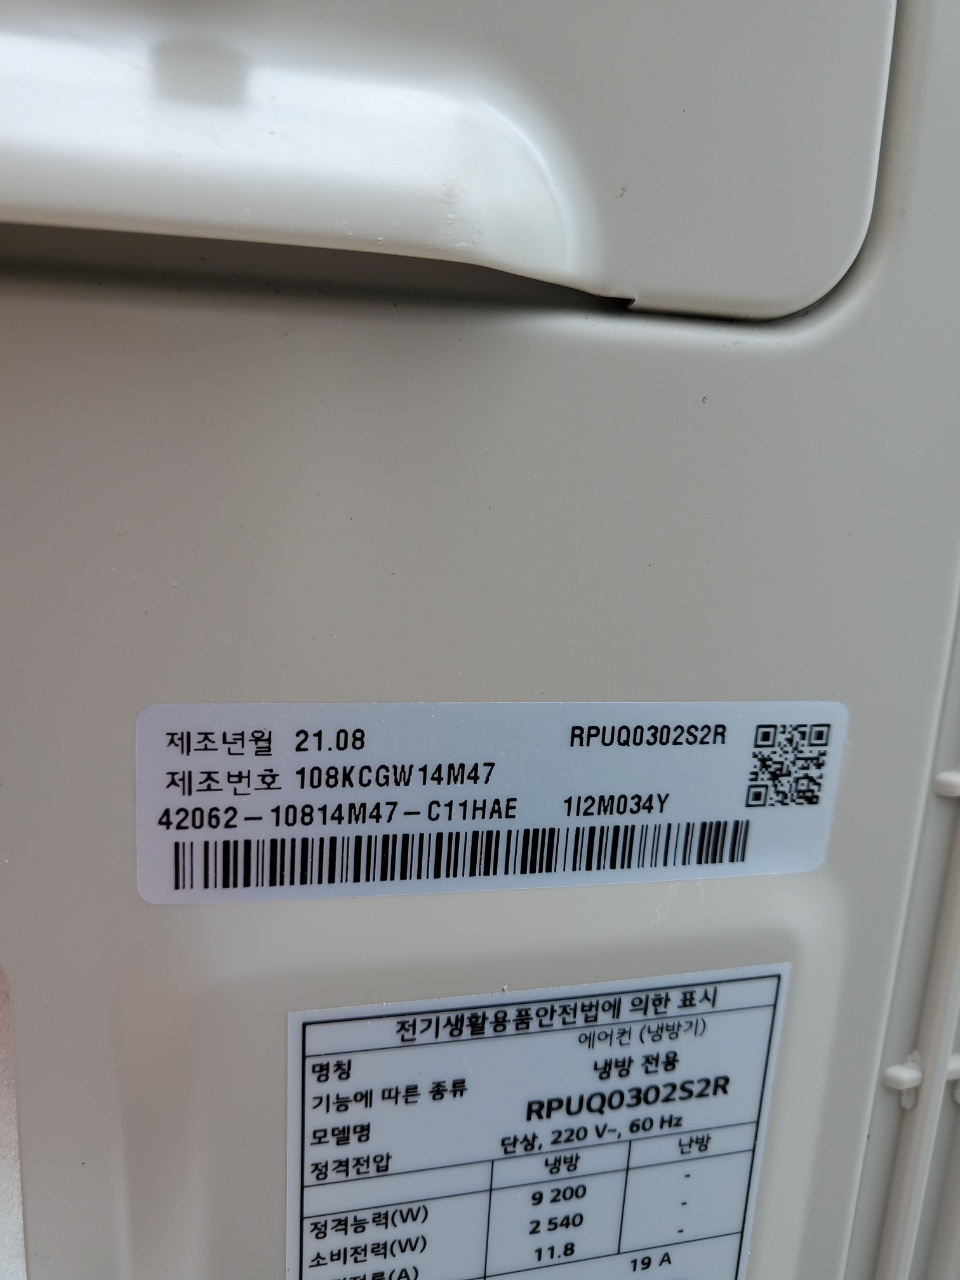 제조년월 21.08 RPUQ0302S2R
제조번호 108KCGW14M47
42062-10814M47-C11HAE 1I2M034Y
전기생활용품안전법에 의한 표시
명칭 에어컨 (냉방기)
기능에 따른 종류 냉방 전용
모델명 RPUQ0302S2R
정격전압 단상, 220 V~, 60 Hz
냉방 난방
정격능력(W) 9 200 -
소비전력(W) 2 540 -
11.8 -
19 A